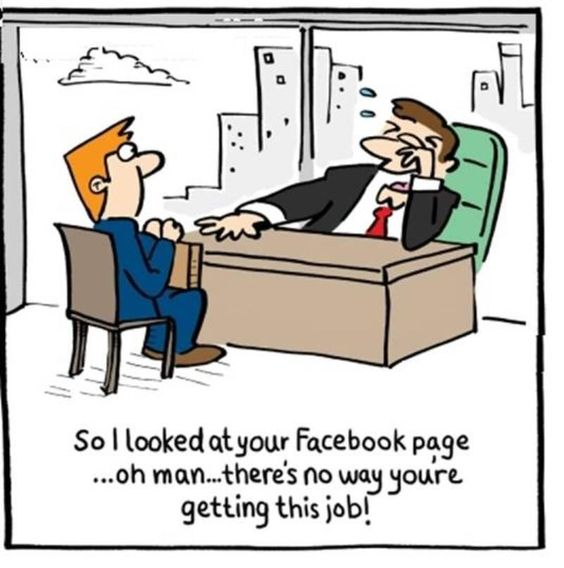 So I looked at your Facebook page
...oh man...there's no way you're
getting this job!